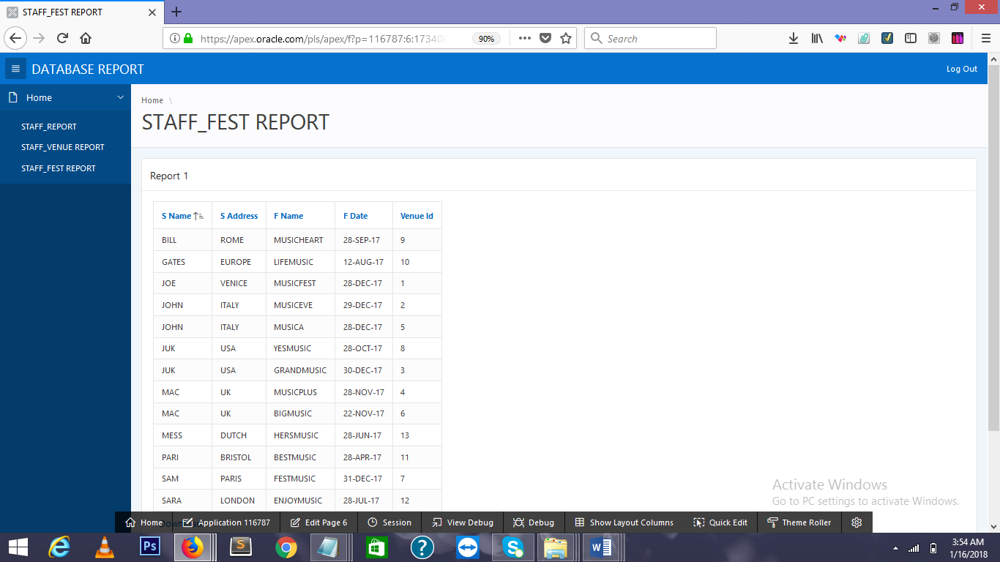 STAFF_FEST REPORT
https://apex.oracle.com/pls/apex/f?p=116787:6:17340
90%
Search
DATABASE REPORT
Log Out
Home
STAFF_REPORT
STAFF_VENUE REPORT
STAFF_FEST REPORT
Home \
STAFF_FEST REPORT
Report 1
S Name S Address F Name F Date Venue Id
BILL ROME MUSICHEART 28-SEP-17 9
GATES EUROPE LIFEMUSIC 12-AUG-17 10
JOE VENICE MUSICFEST 28-DEC-17 1
JOHN ITALY MUSICEVE 29-DEC-17 2
JOHN ITALY MUSICA 28-DEC-17 5
JUK USA YESMUSIC 28-OCT-17 8
JUK USA GRANDMUSIC 30-DEC-17 3
MAC UK MUSICPLUS 28-NOV-17 4
MAC UK BIGMUSIC 22-NOV-17 6
MESS DUTCH HERSMUSIC 28-JUN-17 13
PARI BRISTOL BESTMUSIC 28-APR-17 11
SAM PARIS FESTMUSIC 31-DEC-17 7
SARA LONDON ENJOYMUSIC 28-JUL-17 12
Activate Windows
Go to PC settings to activate Windows.
Home Application 116787 Edit Page 6 Session View Debug Debug Show Layout Columns Quick Edit Theme Roller
Ps
S
W
3:54 AM
1/16/2018